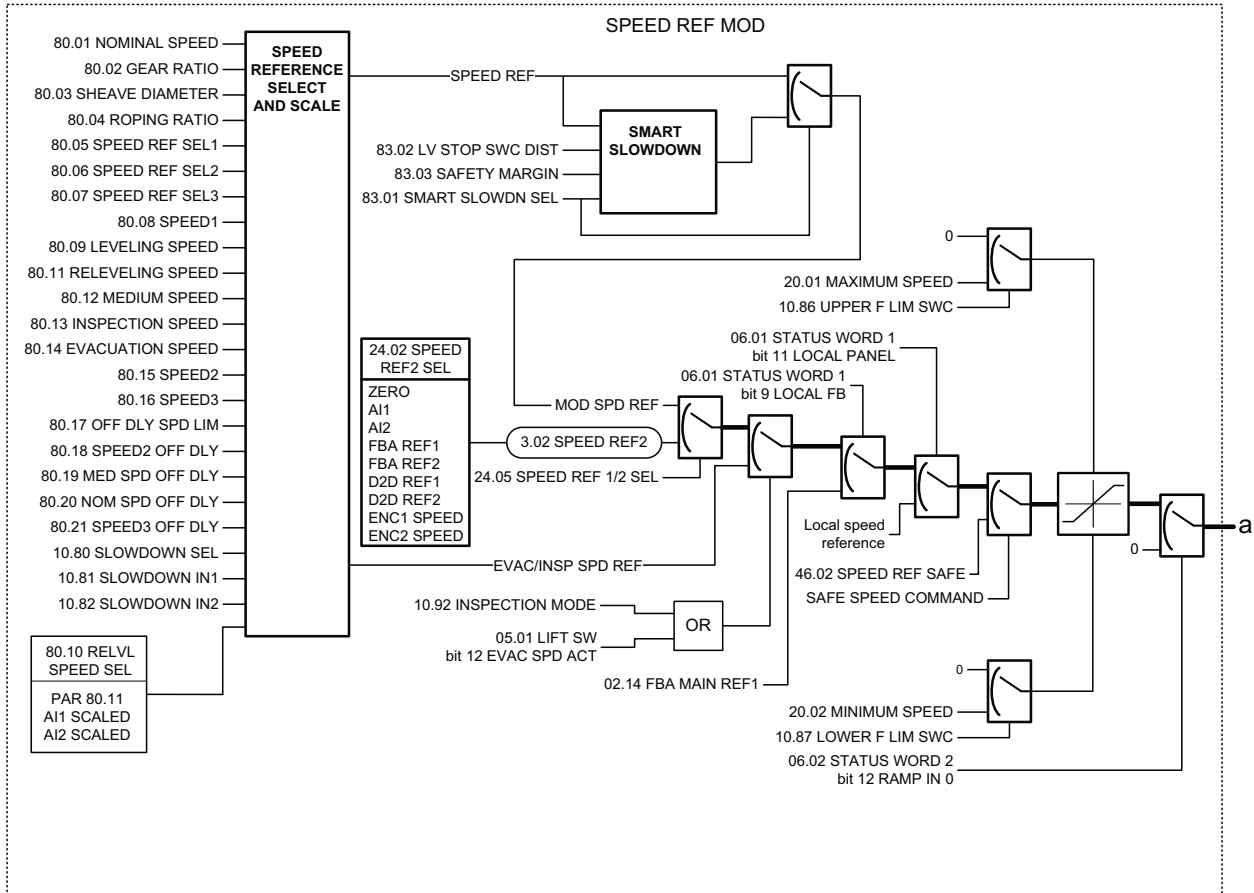 SPEED REF MOD
80.01 NOMINAL SPEED
80.02 GEAR RATIO
80.03 SHEAVE DIAMETER
80.04 ROPING RATIO
80.05 SPEED REF SEL1
80.06 SPEED REF SEL2
80.07 SPEED REF SEL3
80.08 SPEED1
80.09 LEVELING SPEED
80.11 RELEVELING SPEED
80.12 MEDIUM SPEED
80.13 INSPECTION SPEED
80.14 EVACUATION SPEED
80.15 SPEED2
80.16 SPEED3
80.17 OFF DLY SPD LIM
80.18 SPEED2 OFF DLY
80.19 MED SPD OFF DLY
80.20 NOM SPD OFF DLY
80.21 SPEED3 OFF DLY
10.80 SLOWDOWN SEL
10.81 SLOWDOWN IN1
10.82 SLOWDOWN IN2
80.10 RELVL
SPEED SEL
PAR 80.11
AI1 SCALED
AI2 SCALED
SPEED
REFERENCE
SELECT
AND SCALE
SPEED REF
83.02 LV STOP SWC DIST
83.03 SAFETY MARGIN
83.01 SMART SLOWDN SEL
SMART
SLOWDOWN
24.02 SPEED
REF2 SEL
ZERO
AI1
AI2
FBA REF1
FBA REF2
D2D REF1
D2D REF2
ENC1 SPEED
ENC2 SPEED
MOD SPD REF
3.02 SPEED REF2
24.05 SPEED REF 1/2 SEL
EVAC/INSP SPD REF
10.92 INSPECTION MODE
05.01 LIFT SW
bit 12 EVAC SPD ACT
OR
02.14 FBA MAIN REF1
06.01 STATUS WORD 1
bit 9 LOCAL FB
06.01 STATUS WORD 1
bit 11 LOCAL PANEL
Local speed
reference
46.02 SPEED REF SAFE
SAFE SPEED COMMAND
0
20.01 MAXIMUM SPEED
10.86 UPPER F LIM SWC
0
20.02 MINIMUM SPEED
10.87 LOWER F LIM SWC
06.02 STATUS WORD 2
bit 12 RAMP IN 0
0
a